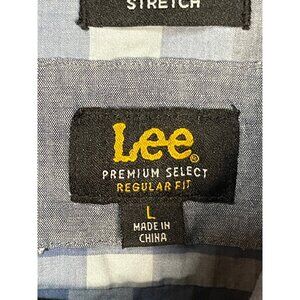 STRETCH
Lee®
PREMIUM SELECT
REGULAR FIT
L
MADE IN
CHINA